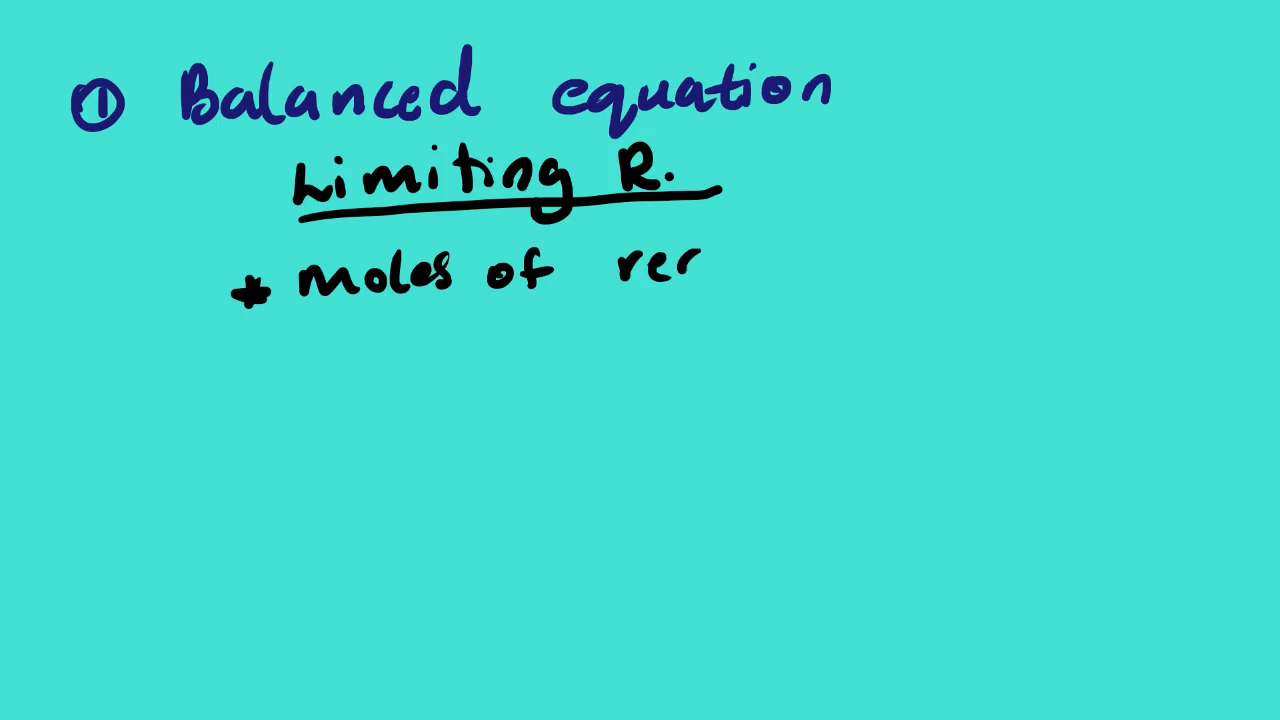 ① Balanced equation
Limiting R.
* moles of rer